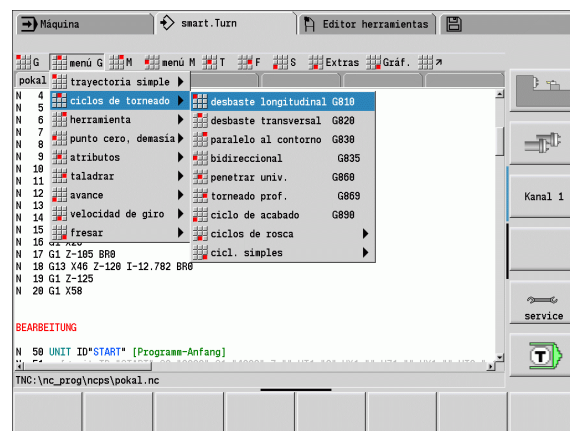 Máquina
smart.Turn
Editor herramientas
G menú G M menú M T F S Extras Gráf.
pokal
trayectoria simple
ciclos de torneado
herramienta
punto cero, demasia
atributos
taladrar
avance
velocidad de giro
fresar
desbaste longitudinal G810
desbaste transversal G820
paralelo al contorno G830
bidireccional G835
penetrar univ. G860
torneado prof. G869
ciclo de acabado G890
ciclos de rosca
cicl. simples
N 4
N 5
N 6
N 7
N 8
N 9
N 10
N 11
N 12
N 13
N 14
N 15
N 16 G1 X20
N 17 G1 Z-105 BR0
N 18 G13 X46 Z-120 I-12.782 BR0
N 19 G1 Z-125
N 20 G1 X58
BEARBEITUNG
N 50 UNIT ID"START" [Programm-Anfang]
TNC:\nc_prog\ncps\pokal.nc
Kanal 1
service
T